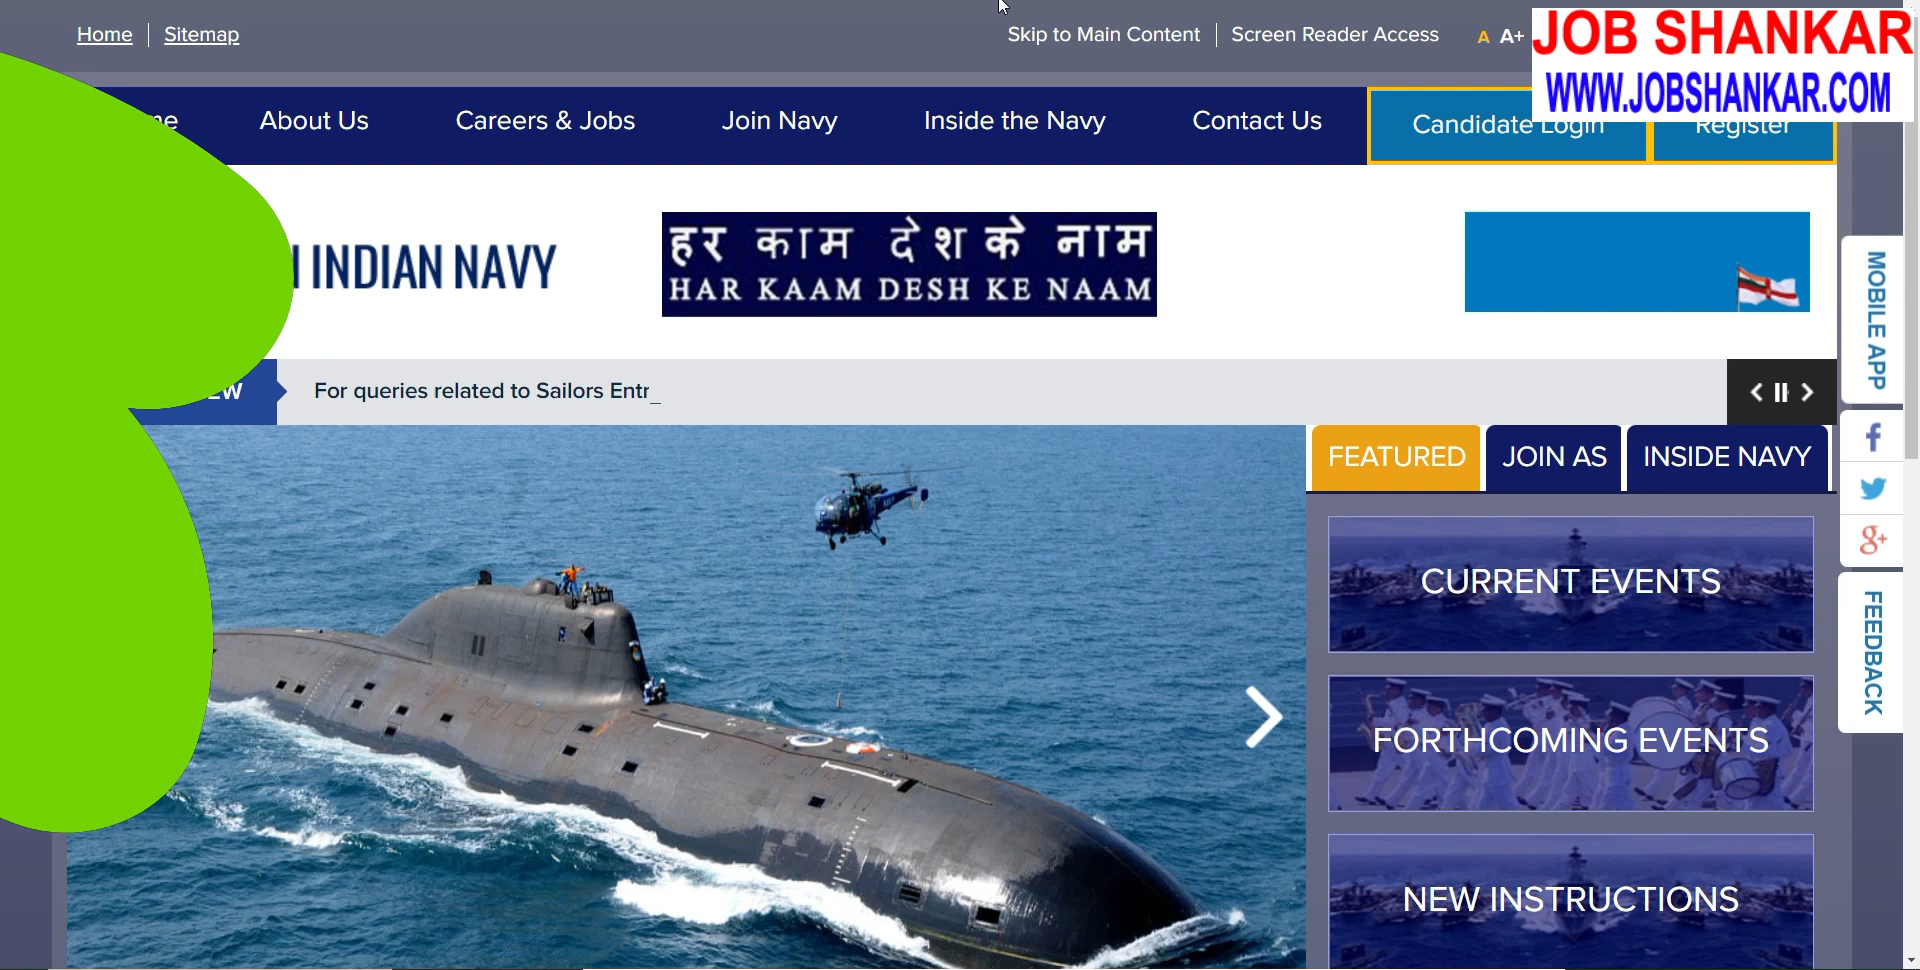 Home
Sitemap
Skip to Main Content
Screen Reader Access
A
A+
JOB SHANKAR
WWW.JOBSHANKAR.COM
About Us
Careers & Jobs
Join Navy
Inside the Navy
Contact Us
Candidate Login
Register
INDIAN NAVY
हर काम देश के नाम
HAR KAAM DESH KE NAAM
For queries related to Sailors Entr_
FEATURED
JOIN AS
INSIDE NAVY
CURRENT EVENTS
FORTHCOMING EVENTS
NEW INSTRUCTIONS
MOBILE APP
f
g+
FEEDBACK